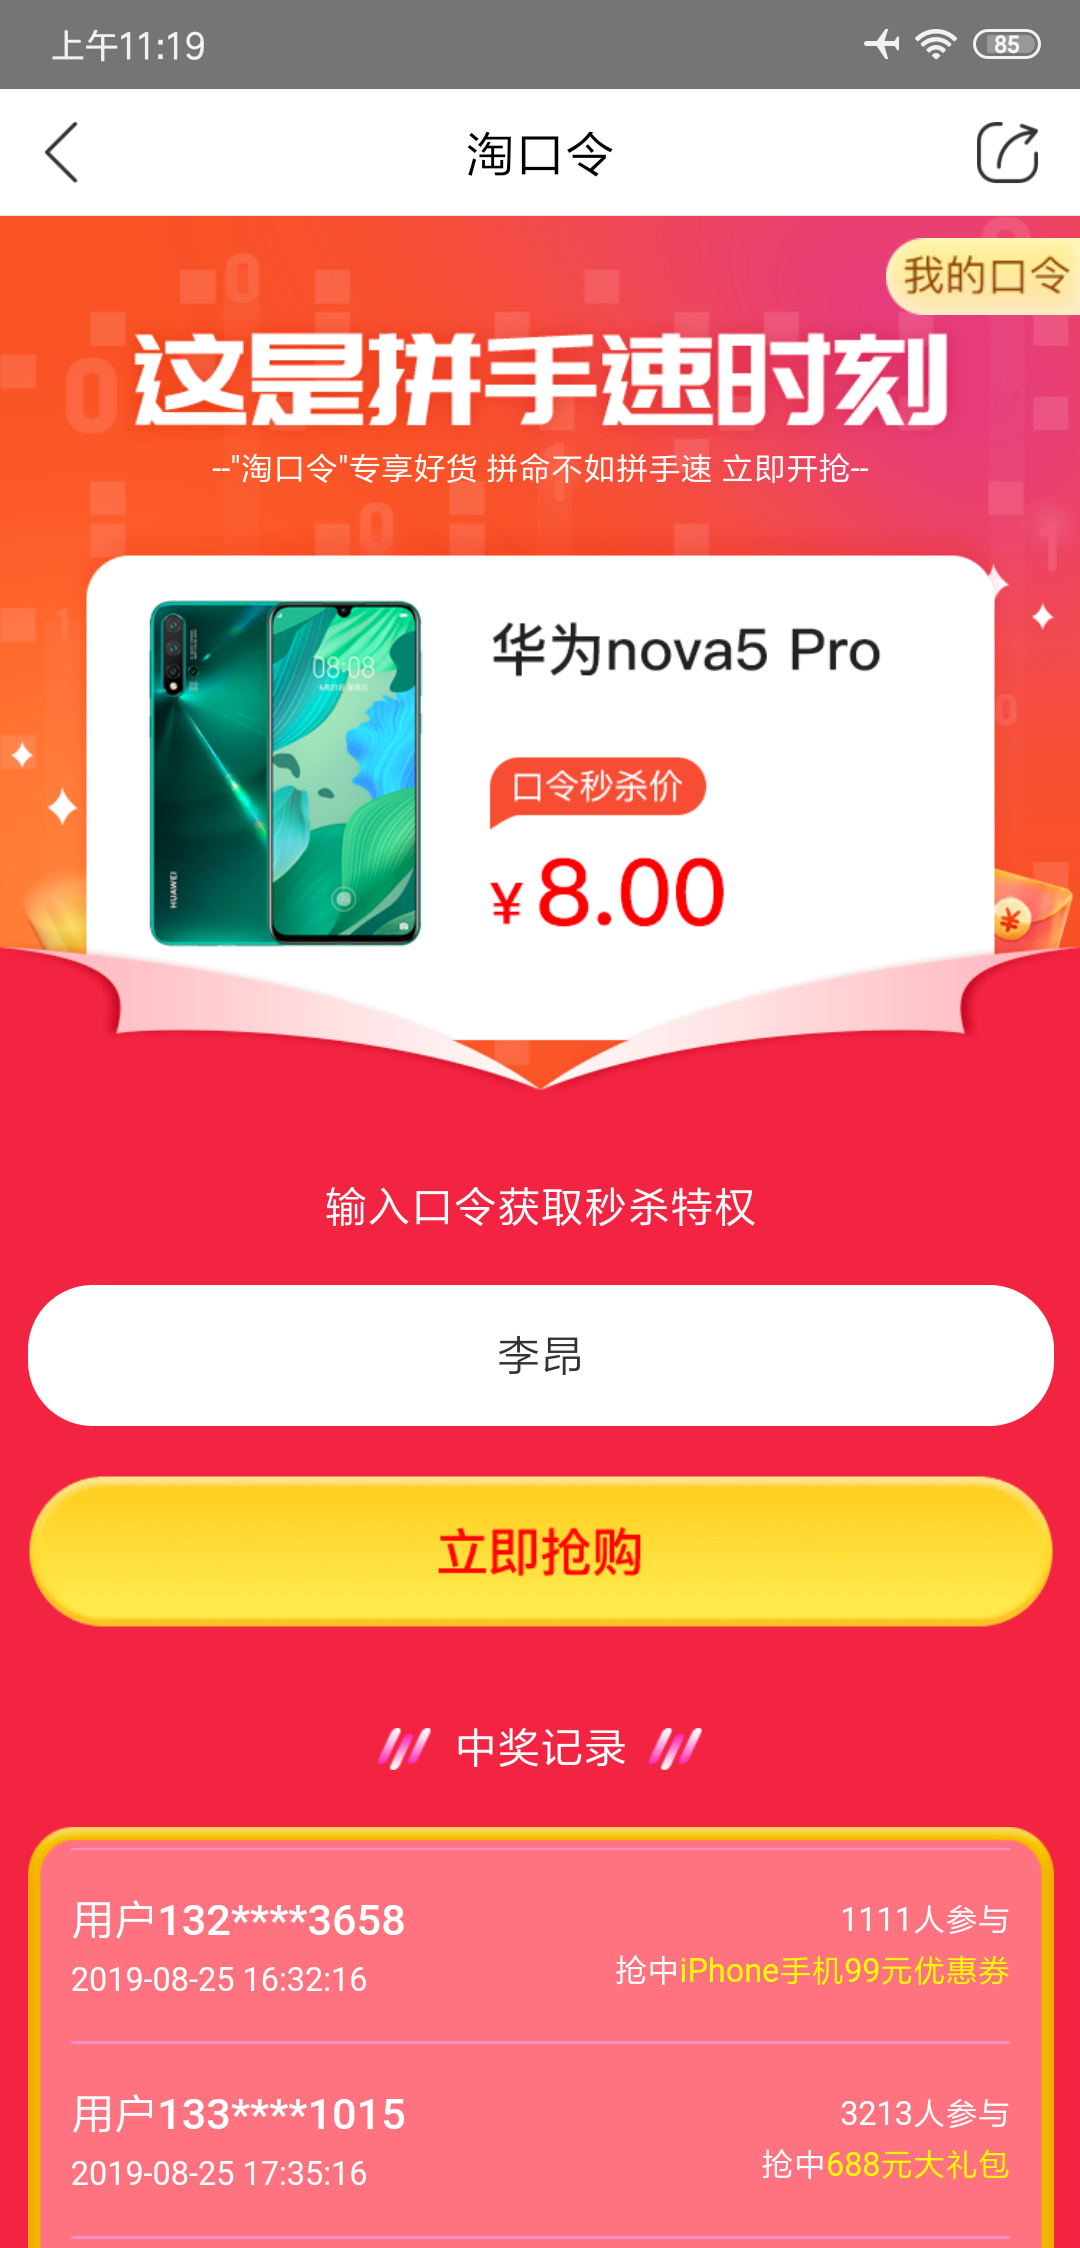 上午11:19
85
淘口令
我的口令
这是拼手速时刻
--"淘口令"专享好货 拼命不如拼手速 立即开抢--
华为nova5 Pro
08:08
HUAWEI
口令秒杀价
¥8.00
输入口令获取秒杀特权
李昂
立即抢购
中奖记录
用户132****3658
1111人参与
2019-08-25 16:32:16
抢中iPhone手机99元优惠券
用户133****1015
3213人参与
2019-08-25 17:35:16
抢中688元大礼包